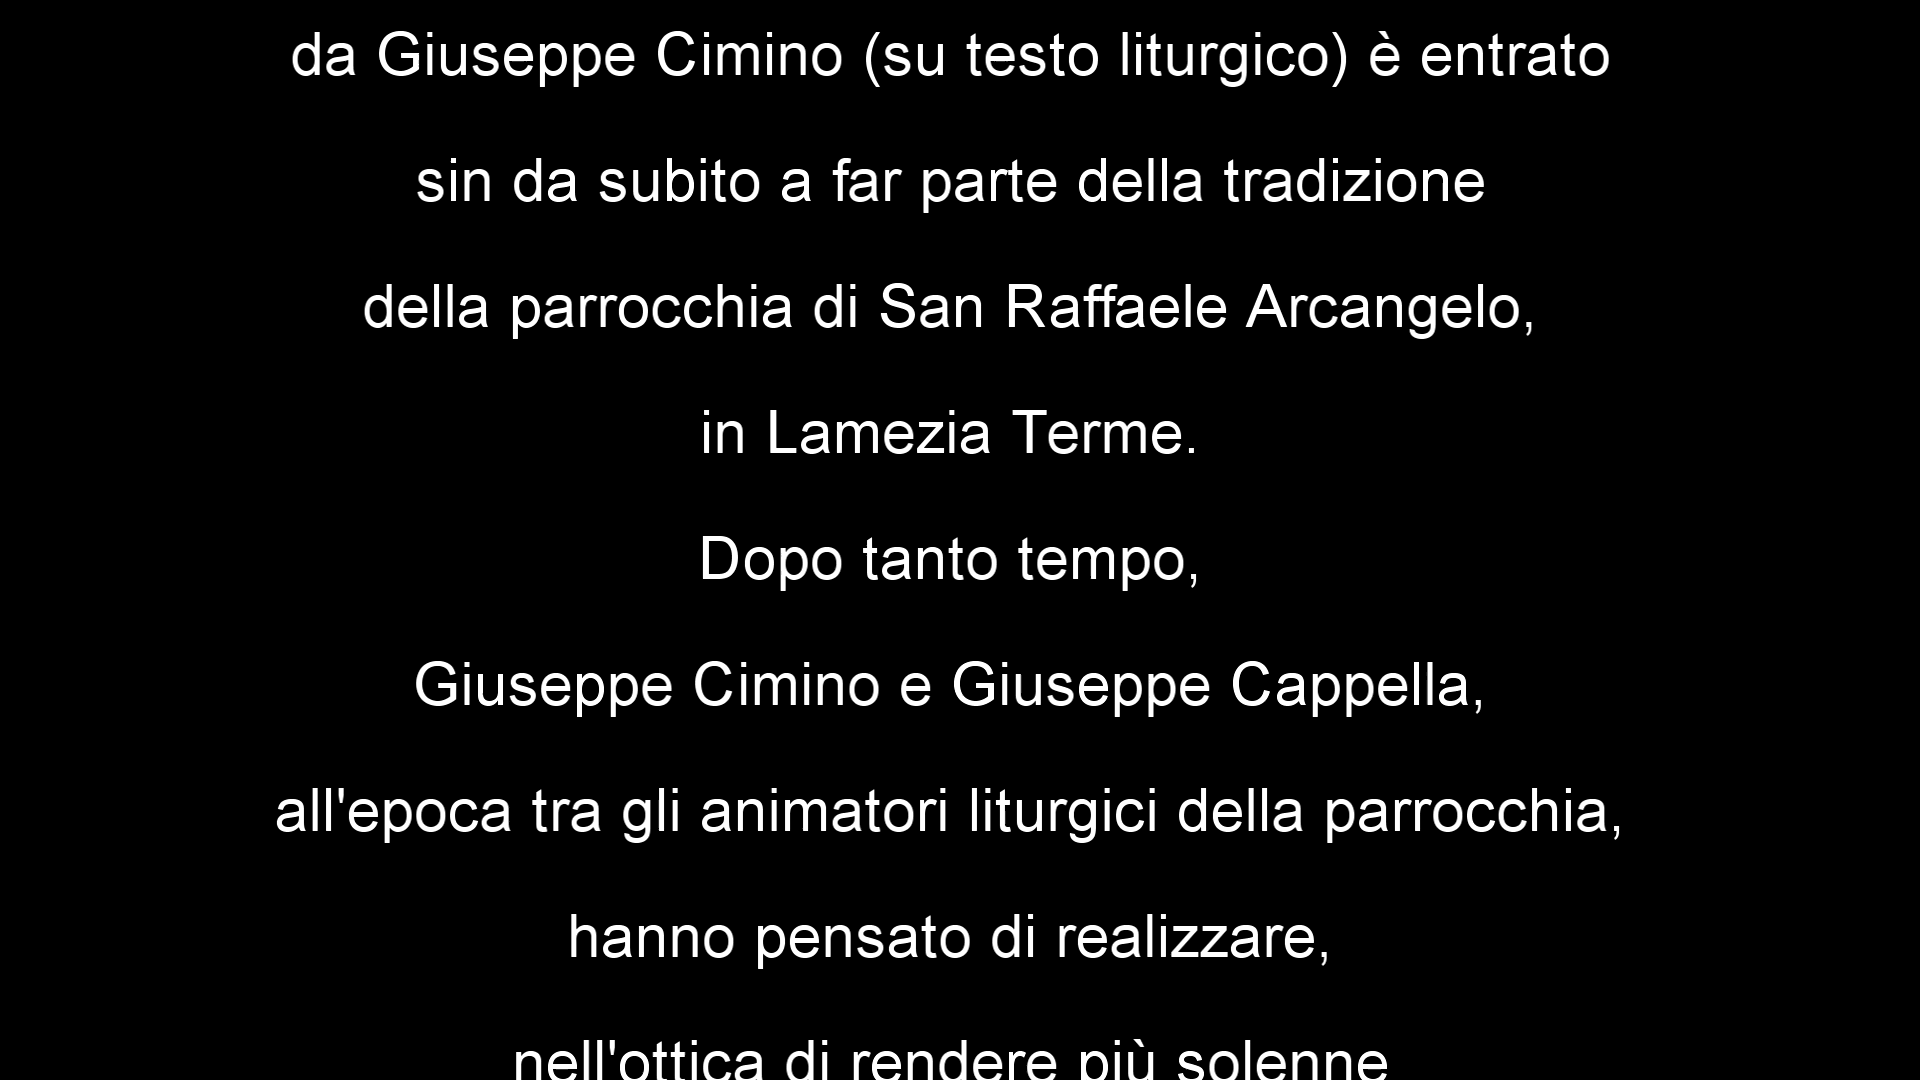 da Giuseppe Cimino (su testo liturgico) è entrato
sin da subito a far parte della tradizione
della parrocchia di San Raffaele Arcangelo,
in Lamezia Terme.
Dopo tanto tempo,
Giuseppe Cimino e Giuseppe Cappella,
all'epoca tra gli animatori liturgici della parrocchia,
hanno pensato di realizzare,
nell'ottica di rendere più solenne